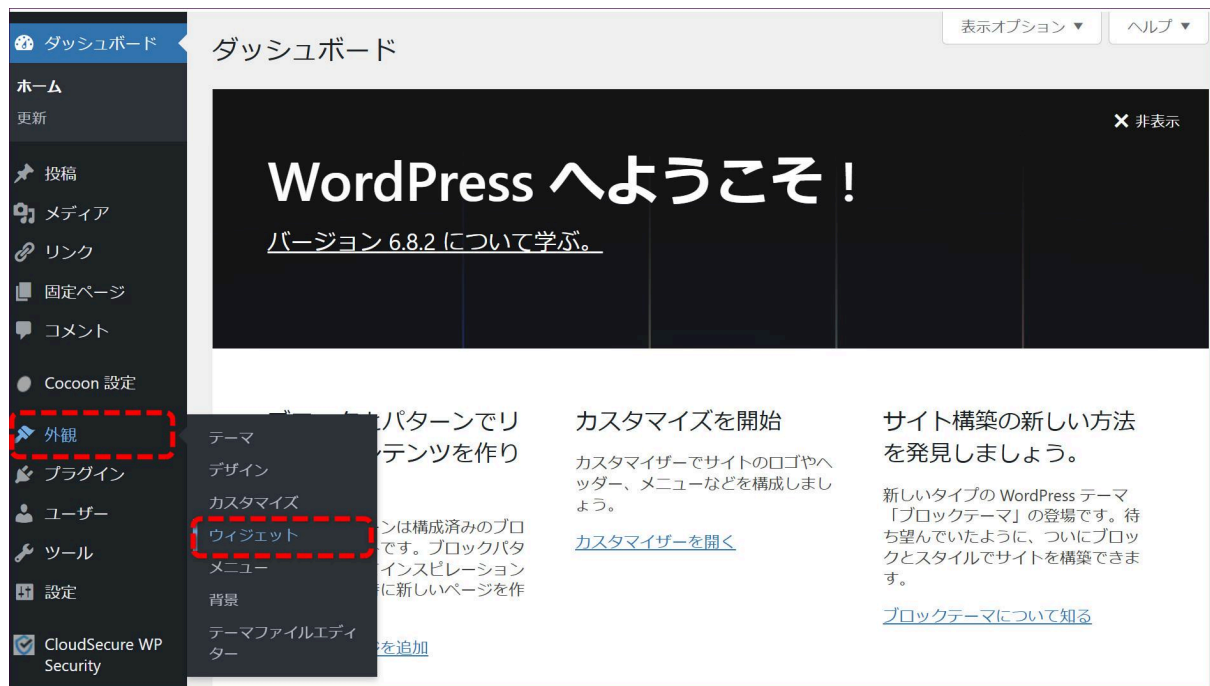 ダッシュボード
ホーム
更新
投稿
メディア
リンク
固定ページ
コメント
Cocoon 設定
外観
プラグイン
ユーザー
ツール
設定
CloudSecure WP
Security
テーマ
デザイン
カスタマイズ
ウィジェット
メニュー
背景
テーマファイルエディ
ター
表示オプション ▼
ヘルプ ▼
ダッシュボード
✕ 非表示
WordPress へようこそ !
バージョン 6.8.2 について学ぶ。
パターンでリ
ンテンツを作り
ンは構成済みのブロ
です。ブロックパタ
インスピレーション
に新しいページを作
を追加
カスタマイズを開始
カスタマイザーでサイトのロゴやヘ
ッダー、メニューなどを構成しまし
ょう。
カスタマイザーを開く
サイト構築の新しい方法
を発見しましょう。
新しいタイプの WordPress テーマ
「ブロックテーマ」の登場です。待
ち望んでいたように、ついにブロッ
クとスタイルでサイトを構築できま
す。
ブロックテーマについて知る